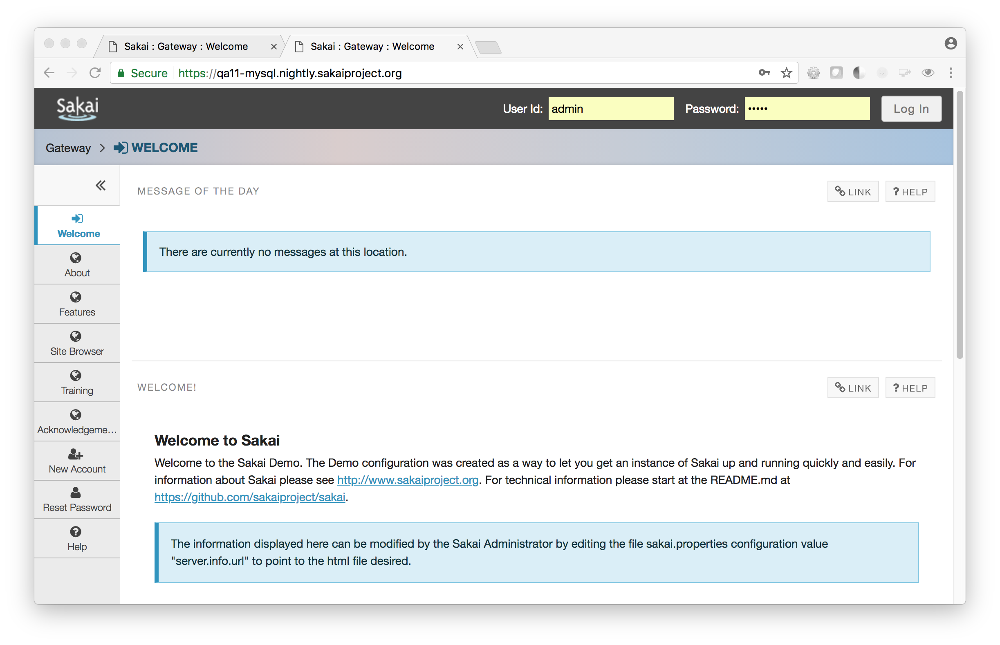 Sakai : Gateway : Welcome
Sakai : Gateway : Welcome
Secure
https://qa11-mysql.nightly.sakaiproject.org
Sakai
User Id:
admin
Password:
•••••
Log In
Gateway
WELCOME
MESSAGE OF THE DAY
LINK
? HELP
Welcome
There are currently no messages at this location.
About
Features
Site Browser
Training
Acknowledgeme...
New Account
Reset Password
Help
WELCOME!
LINK
? HELP
Welcome to Sakai
Welcome to the Sakai Demo. The Demo configuration was created as a way to let you get an instance of Sakai up and running quickly and easily. For
information about Sakai please see http://www.sakaiproject.org. For technical information please start at the README.md at
https://github.com/sakaiproject/sakai.
The information displayed here can be modified by the Sakai Administrator by editing the file sakai.properties configuration value
"server.info.url" to point to the html file desired.